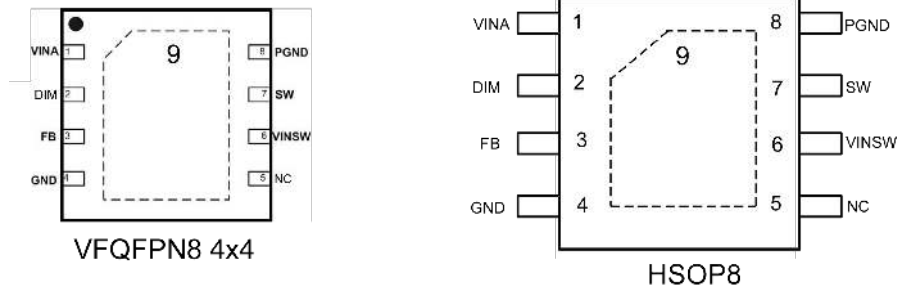 VINA 1 9 8 PGND
DIM 2 7 SW
FB 3 6 VINSW
GND 4 5 NC
VFQFPN8 4x4
VINA 1 9 8 PGND
DIM 2 7 SW
FB 3 6 VINSW
GND 4 5 NC
HSOP8